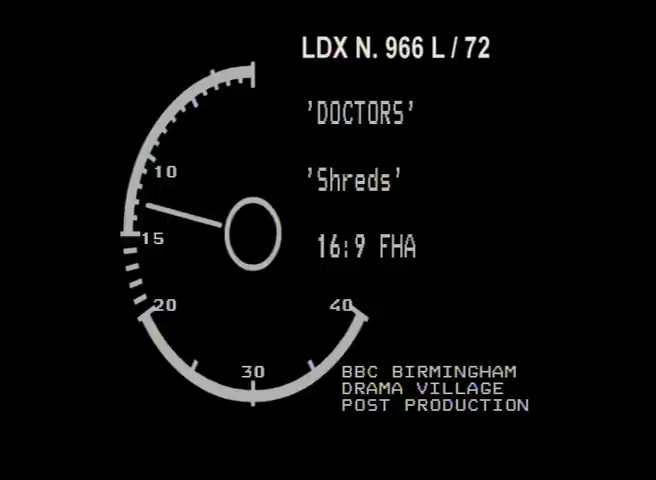 LDX N. 966 L / 72
'DOCTORS'
'Shreds'
16:9 FHA
10
15
20
30
40
BBC BIRMINGHAM
DRAMA VILLAGE
POST PRODUCTION